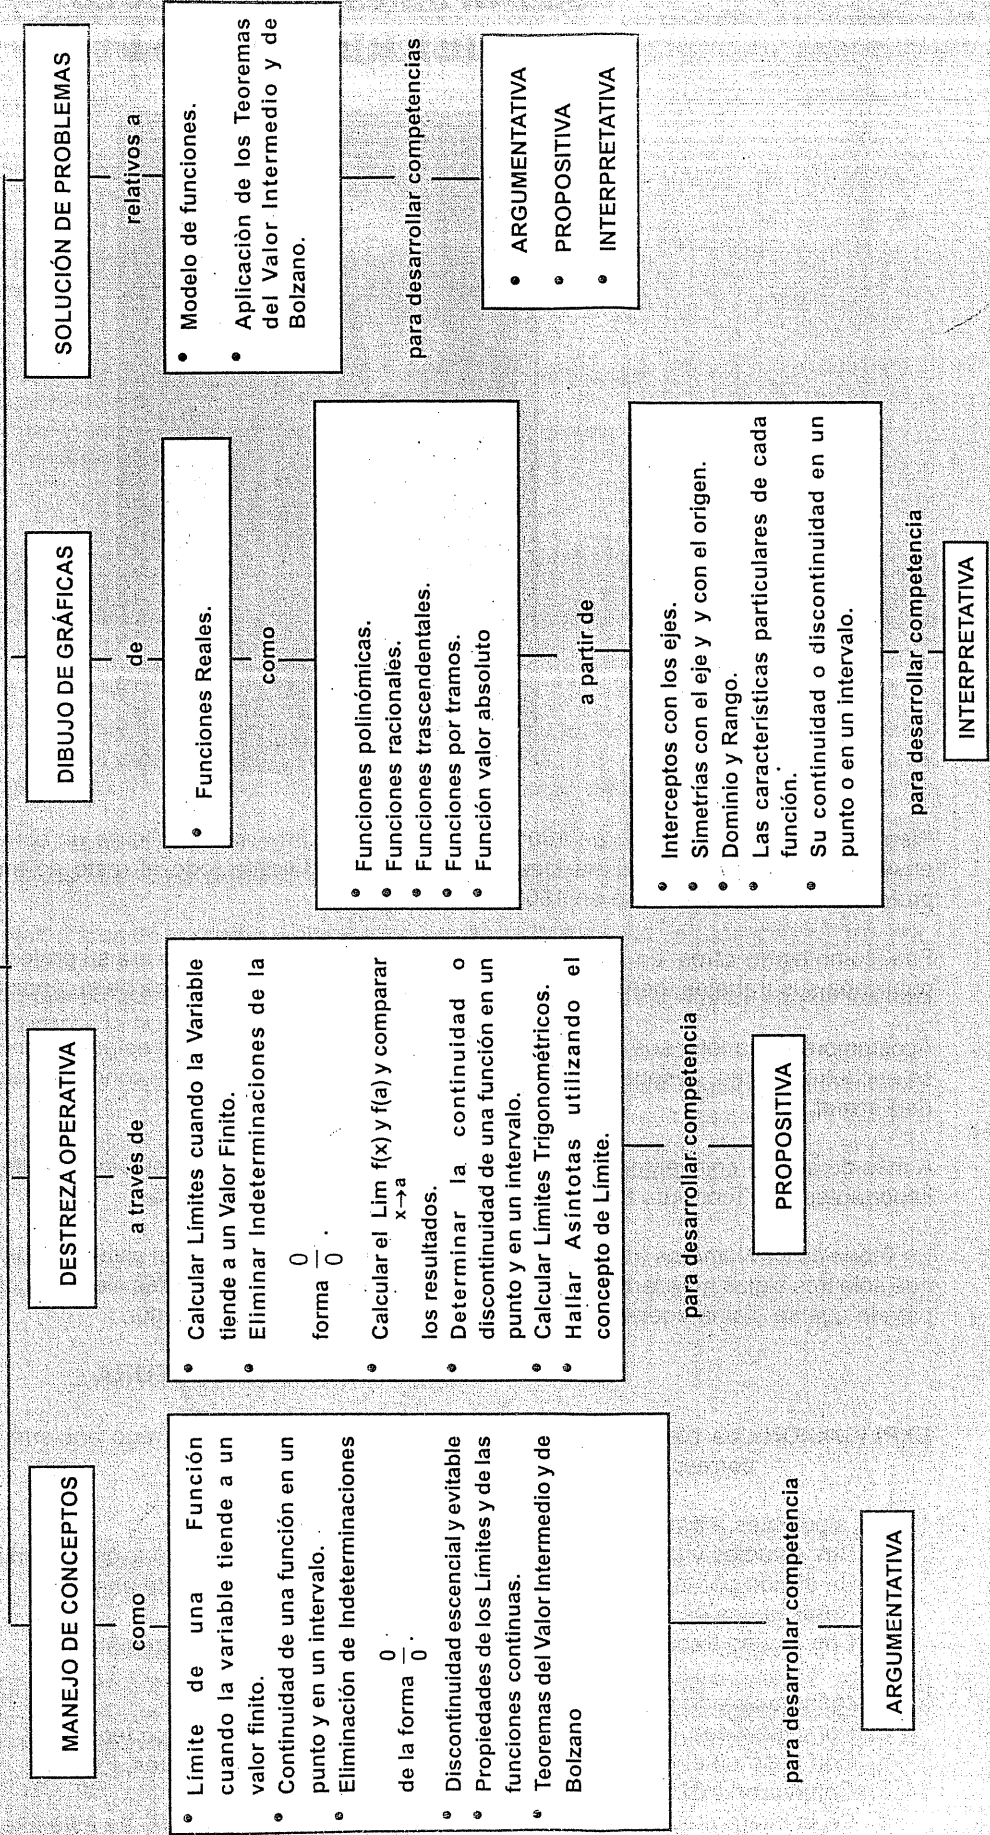 MANEJO DE CONCEPTOS
como
• Límite de una Función
cuando la variable tiende a un
valor finito.
• Continuidad de una función en un
punto y en un intervalo.
• Eliminación de Indeterminaciones
de la forma 0/0.
• Discontinuidad escencial y evitable
• Propiedades de los Límites y de las
funciones continuas.
• Teoremas del Valor Intermedio y de
Bolzano
para desarrollar competencia
ARGUMENTATIVA
DESTREZA OPERATIVA
a través de
• Calcular Límites cuando la Variable
tiende a un Valor Finito.
• Eliminar Indeterminaciones de la
forma 0/0.
• Calcular el Lim f(x) y f(a) y comparar
x→a
los resultados.
• Determinar la continuidad o
discontinuidad de una función en un
punto y en un intervalo.
• Calcular Límites Trigonométricos.
• Hallar Asíntotas utilizando el
concepto de Límite.
para desarrollar competencia
PROPOSITIVA
DIBUJO DE GRÁFICAS
de
• Funciones Reales.
como
• Funciones polinómicas.
• Funciones racionales.
• Funciones trascendentales.
• Funciones por tramos.
• Función valor absoluto
a partir de
• Interceptos con los ejes.
• Simetrías con el eje y y con el origen.
• Dominio y Rango.
• Las características particulares de cada
función.
• Su continuidad o discontinuidad en un
punto o en un intervalo.
para desarrollar competencia
INTERPRETATIVA
SOLUCIÓN DE PROBLEMAS
relativos a
• Modelo de funciones.
• Aplicaciòn de los Teoremas
del Valor Intermedio y de
Bolzano.
para desarrollar competencias
• ARGUMENTATIVA
• PROPOSITIVA
• INTERPRETATIVA